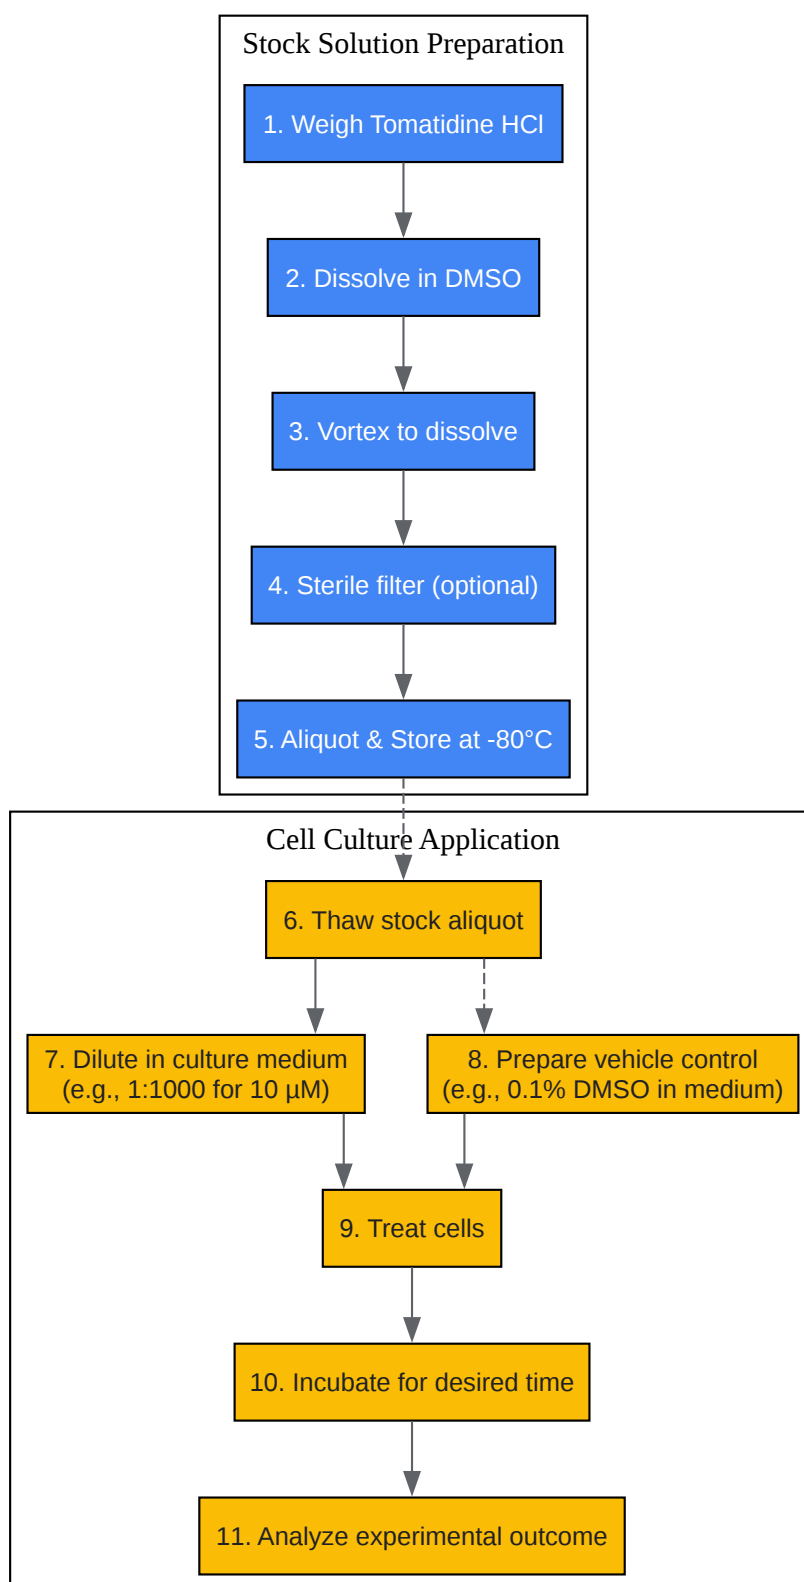 Stock Solution Preparation
1. Weigh Tomatidine HCl
2. Dissolve in DMSO
3. Vortex to dissolve
4. Sterile filter (optional)
5. Aliquot & Store at -80°C
Cell Culture Application
6. Thaw stock aliquot
7. Dilute in culture medium
(e.g., 1:1000 for 10 µM)
8. Prepare vehicle control
(e.g., 0.1% DMSO in medium)
9. Treat cells
10. Incubate for desired time
11. Analyze experimental outcome